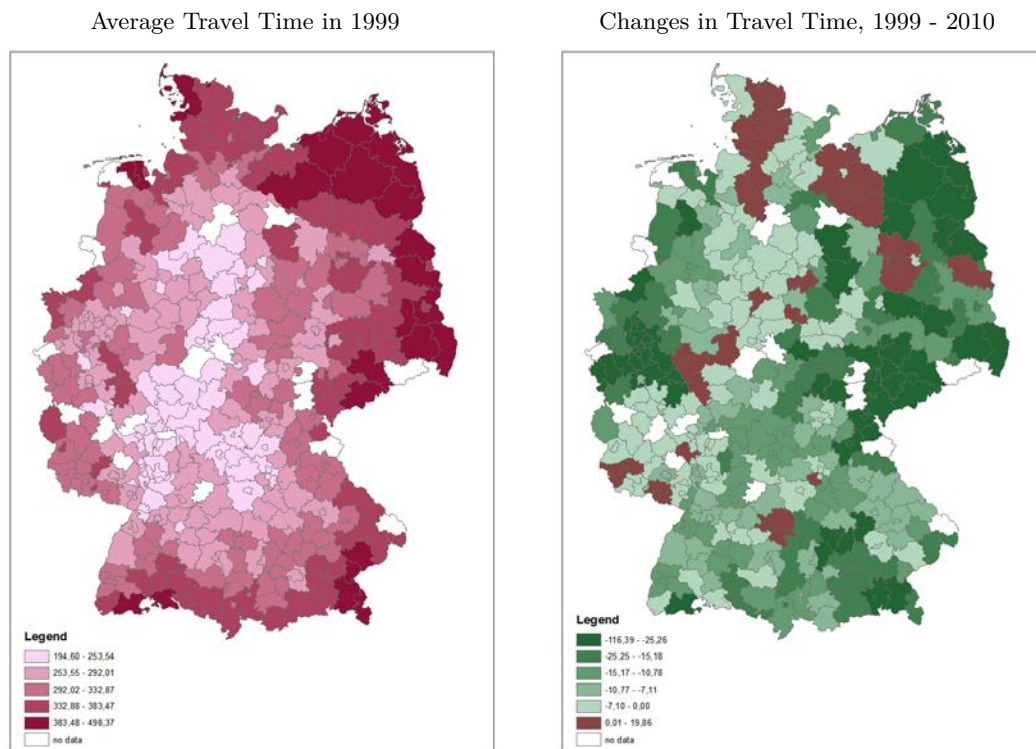 Average Travel Time in 1999
Changes in Travel Time, 1999 - 2010
Legend
194,60 - 253,54
253,55 - 292,01
292,02 - 332,87
332,88 - 383,47
383,48 - 498,37
no data
Legend
-116,39 - -25,26
-25,25 - -15,18
-15,17 - -10,78
-10,77 - -7,11
-7,10 - 0,00
0,01 - 19,86
no data